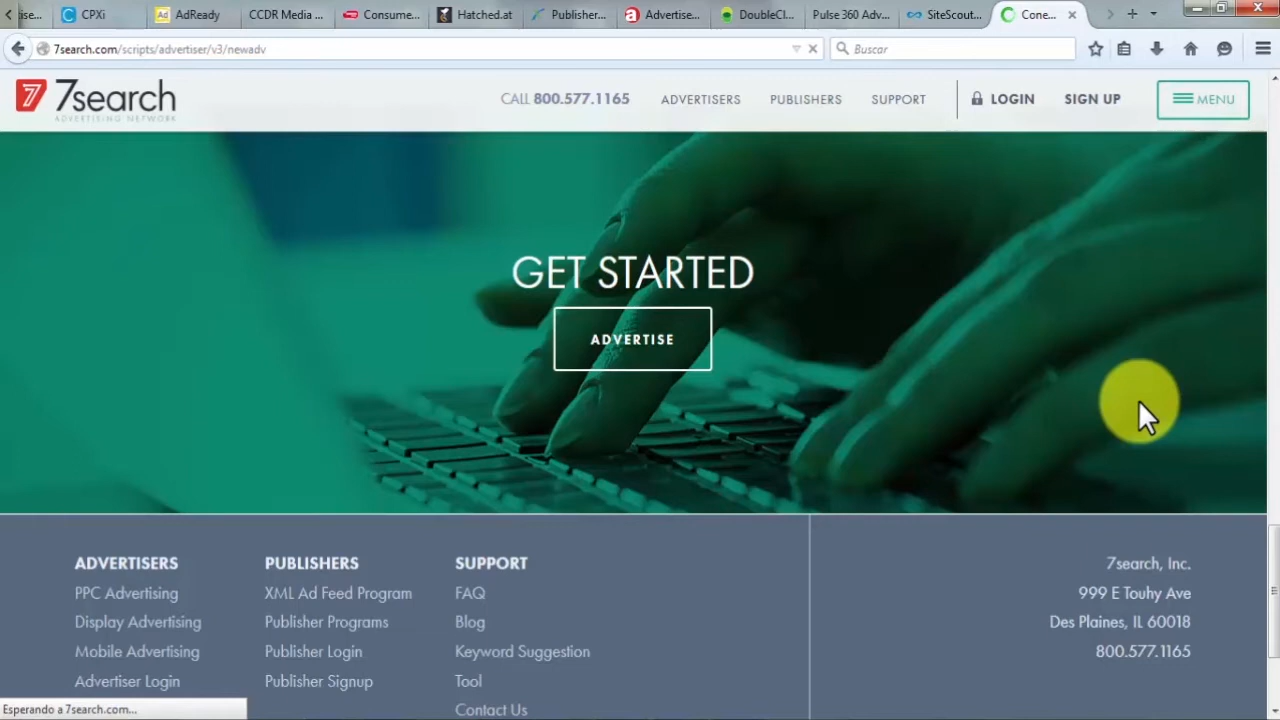 ise...
CPXi
AdReady
CCDR Media ...
Consume...
Hatched.at
Publisher...
Advertise...
DoubleCl...
Pulse 360 Adv...
SiteScout...
Cone...
7search.com/scripts/advertiser/v3/newadv
Buscar
7 7search
ADVERTISING NETWORK
CALL 800.577.1165
ADVERTISERS
PUBLISHERS
SUPPORT
LOGIN
SIGN UP
MENU
GET STARTED
ADVERTISE
ADVERTISERS
PPC Advertising
Display Advertising
Mobile Advertising
Advertiser Login
PUBLISHERS
XML Ad Feed Program
Publisher Programs
Publisher Login
Publisher Signup
SUPPORT
FAQ
Blog
Keyword Suggestion
Tool
Contact Us
7search, Inc.
999 E Touhy Ave
Des Plaines, IL 60018
800.577.1165
Esperando a 7search.com...